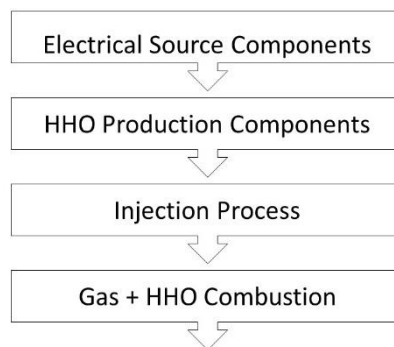 Electrical Source Components
HHO Production Components
Injection Process
Gas + HHO Combustion